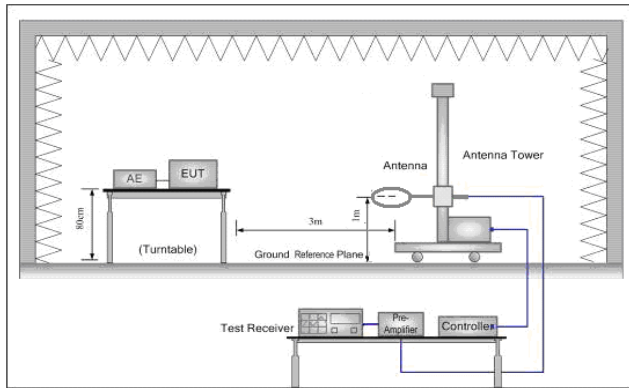 Antenna
Antenna Tower
AE
EUT
80cm
(Turntable)
3m
1m
Ground Reference Plane
Test Receiver
Pre-
Amplifier
Controller